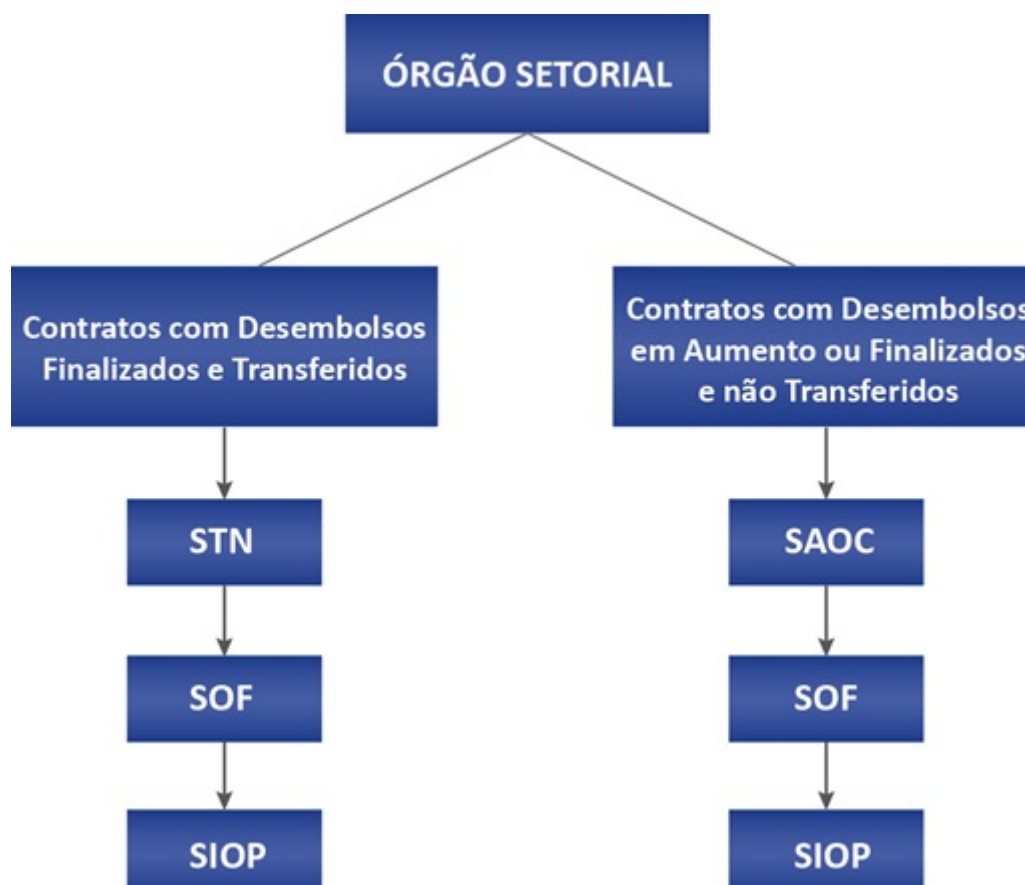 ÓRGÃO SETORIAL
Contratos com Desembolsos
Finalizados e Transferidos
Contratos com Desembolsos
em Aumento ou Finalizados
e não Transferidos
STN
SAOC
SOF
SOF
SIOP
SIOP